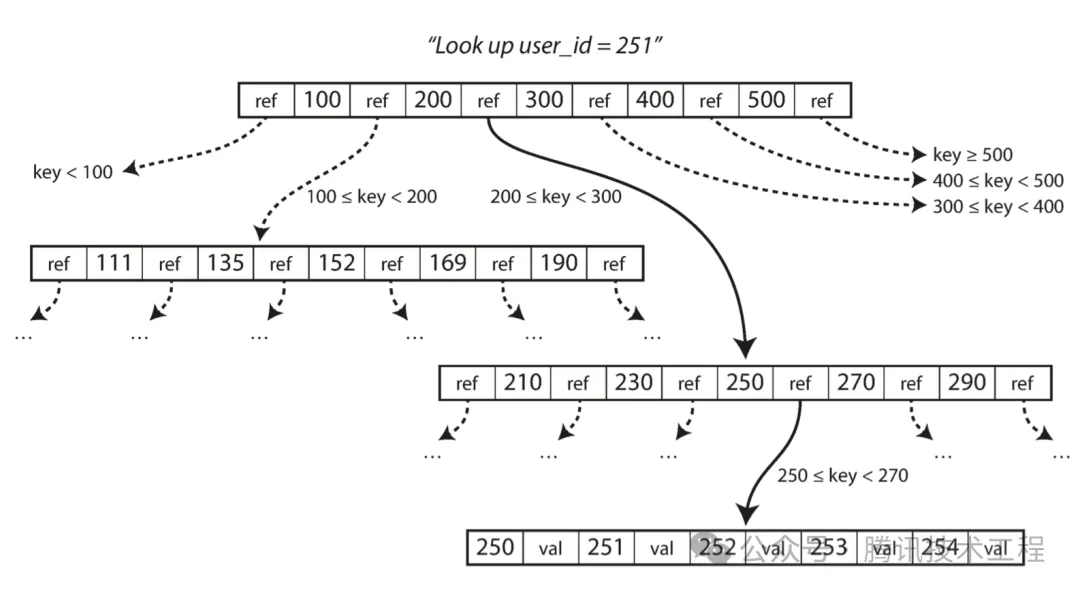 “Look up user_id = 251”
ref 100 ref 200 ref 300 ref 400 ref 500 ref
key < 100
100 ≤ key < 200
200 ≤ key < 300
key ≥ 500
400 ≤ key < 500
300 ≤ key < 400
ref 111 ref 135 ref 152 ref 169 ref 190 ref
... ... ... ... ... ...
ref 210 ref 230 ref 250 ref 270 ref 290 ref
... ... ... ... ...
250 ≤ key < 270
250 val 251 val 252 val 253 val 254 val
公众号 腾讯技术工程